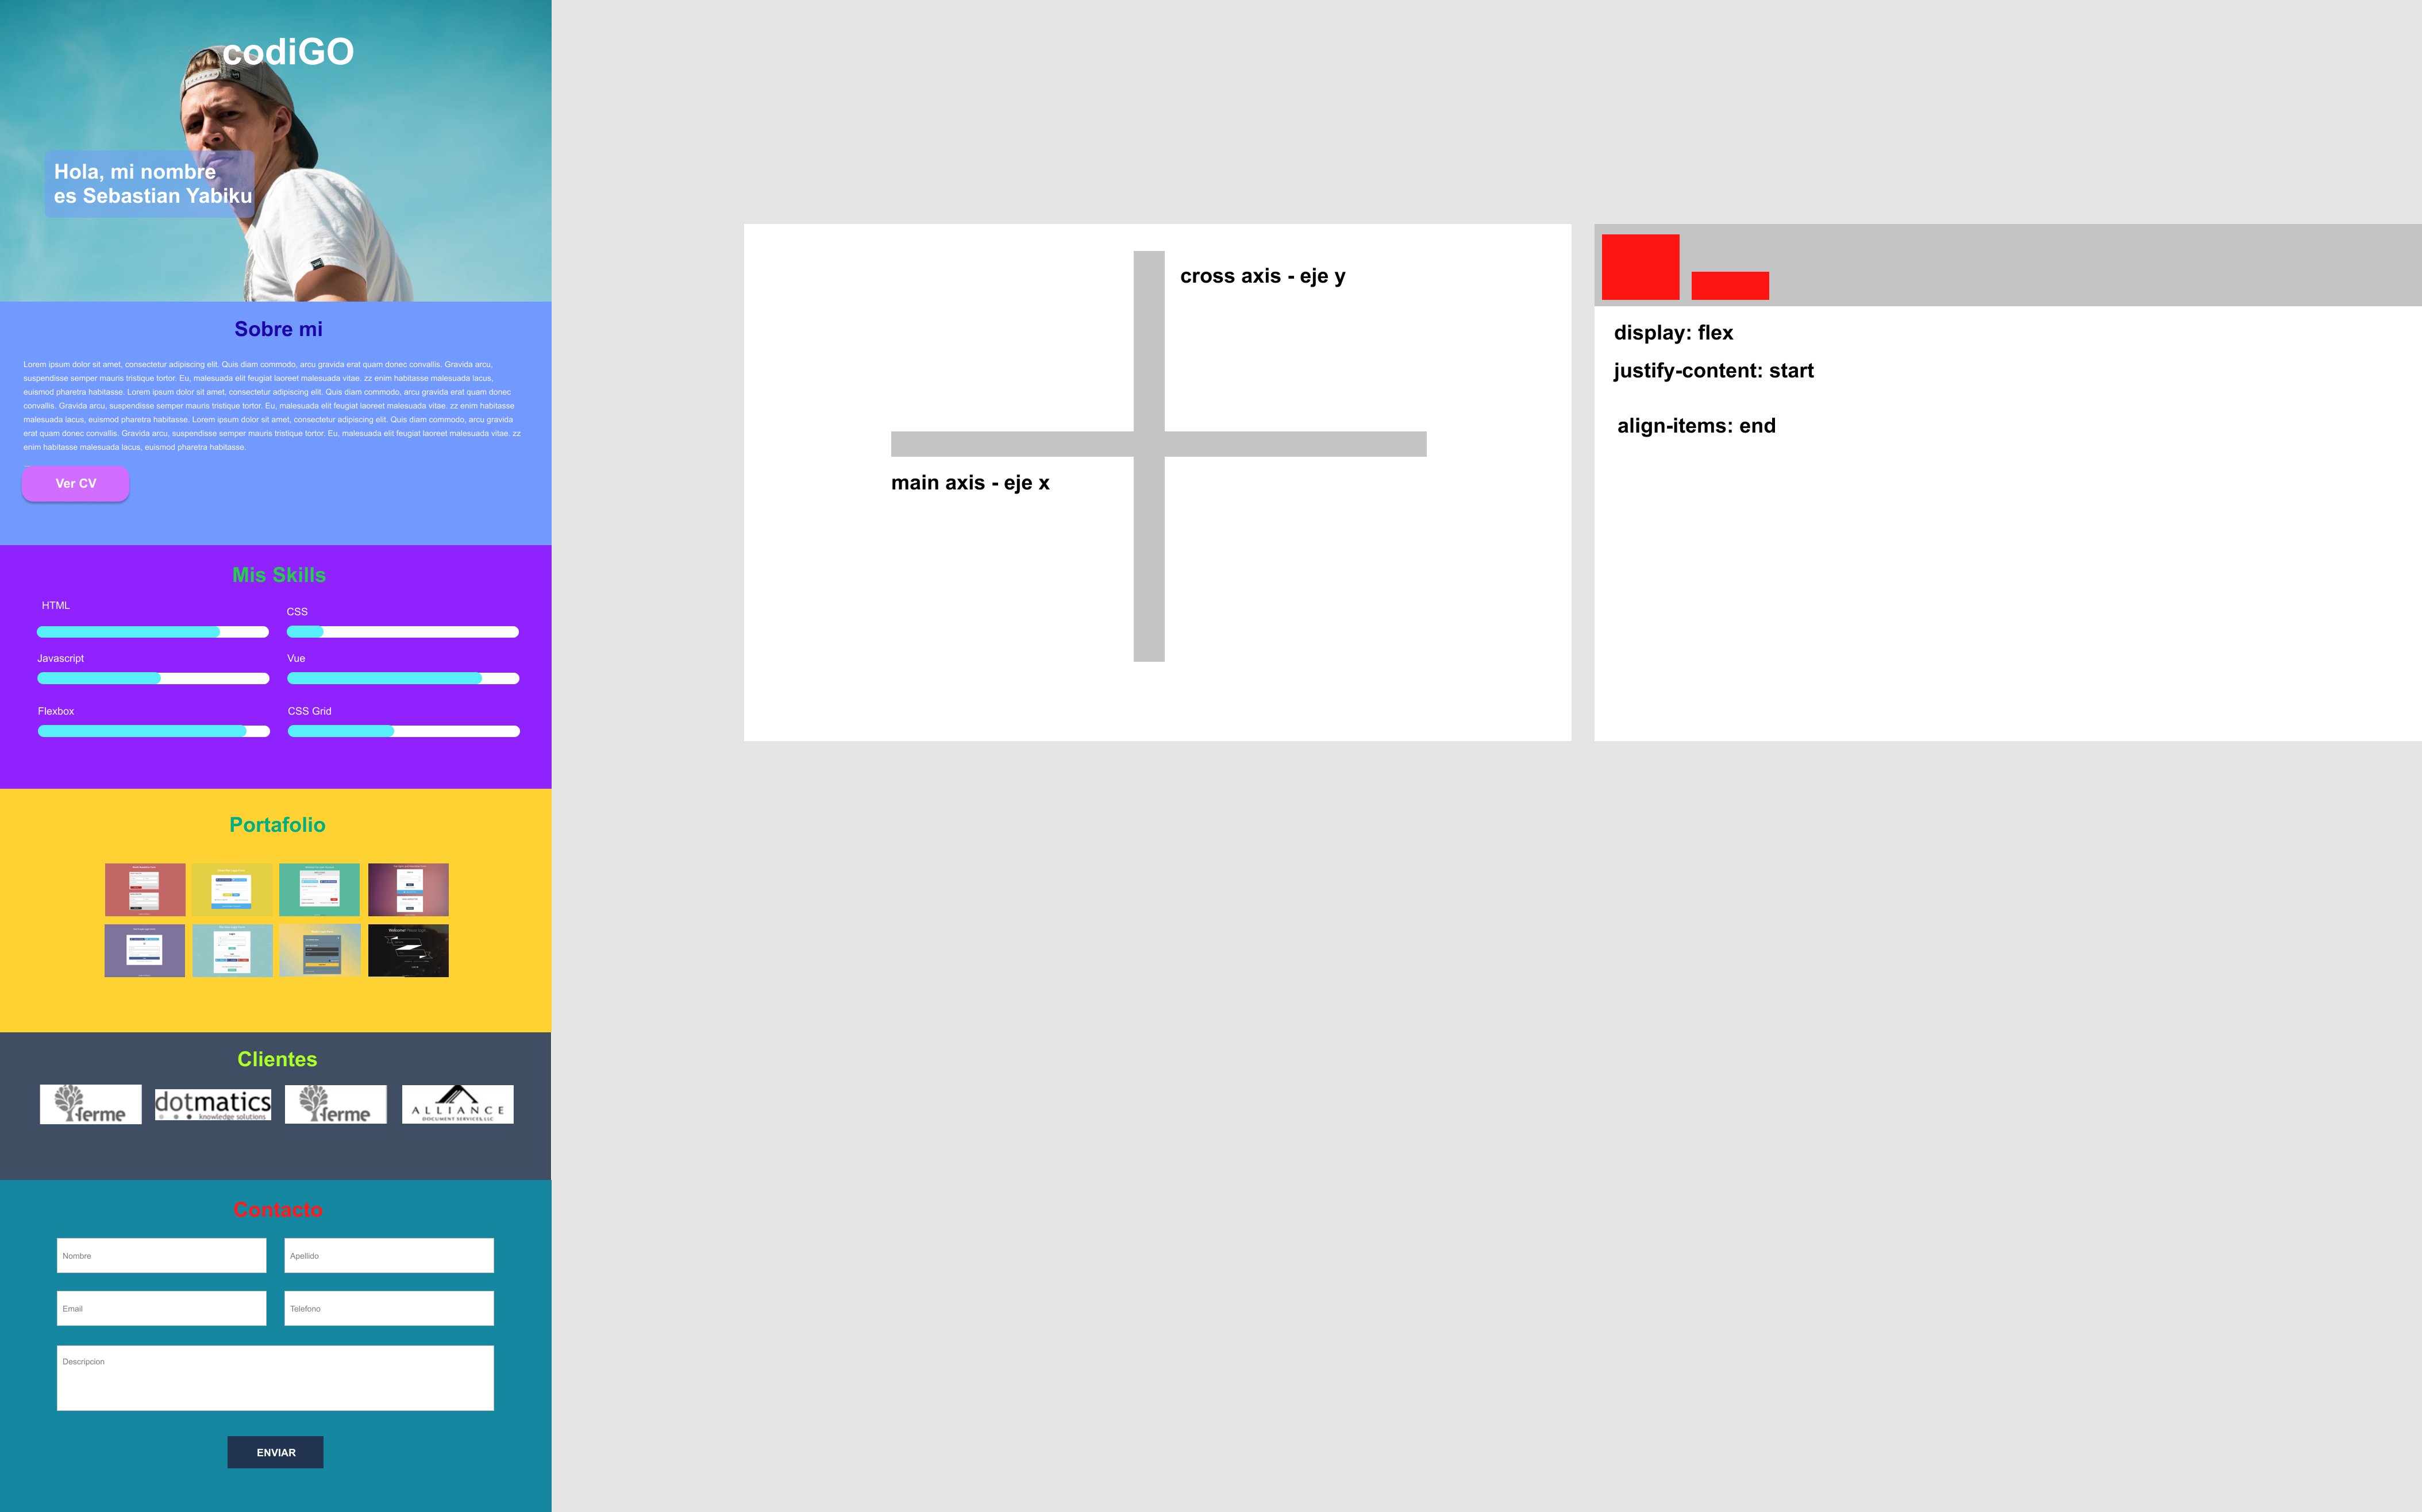 codiGO
Hola, mi nombre
es Sebastian Yabiku
Sobre mi
Lorem ipsum dolor sit amet, consectetur adipiscing elit. Quis diam commodo, arcu gravida erat quam donec convallis. Gravida arcu,
suspendisse semper mauris tristique tortor. Eu, malesuada elit feugiat laoreet malesuada vitae. zz enim habitasse malesuada lacus,
euismod pharetra habitasse. Lorem ipsum dolor sit amet, consectetur adipiscing elit. Quis diam commodo, arcu gravida erat quam donec
convallis. Gravida arcu, suspendisse semper mauris tristique tortor. Eu, malesuada elit feugiat laoreet malesuada vitae. zz enim habitasse
malesuada lacus, euismod pharetra habitasse. Lorem ipsum dolor sit amet, consectetur adipiscing elit. Quis diam commodo, arcu gravida
erat quam donec convallis. Gravida arcu, suspendisse semper mauris tristique tortor. Eu, malesuada elit feugiat laoreet malesuada vitae. zz
enim habitasse malesuada lacus, euismod pharetra habitasse.
Ver CV
Mis Skills
HTML
CSS
Javascript
Vue
Flexbox
CSS Grid
Portafolio
Clientes
ferme
dotmatics
knowledge solutions
ferme
ALLIANCE
DOCUMENT SERVICES, LLC
Contacto
Nombre
Apellido
Email
Telefono
Descripcion
ENVIAR
cross axis - eje y
main axis - eje x
display: flex
justify-content: start
align-items: end